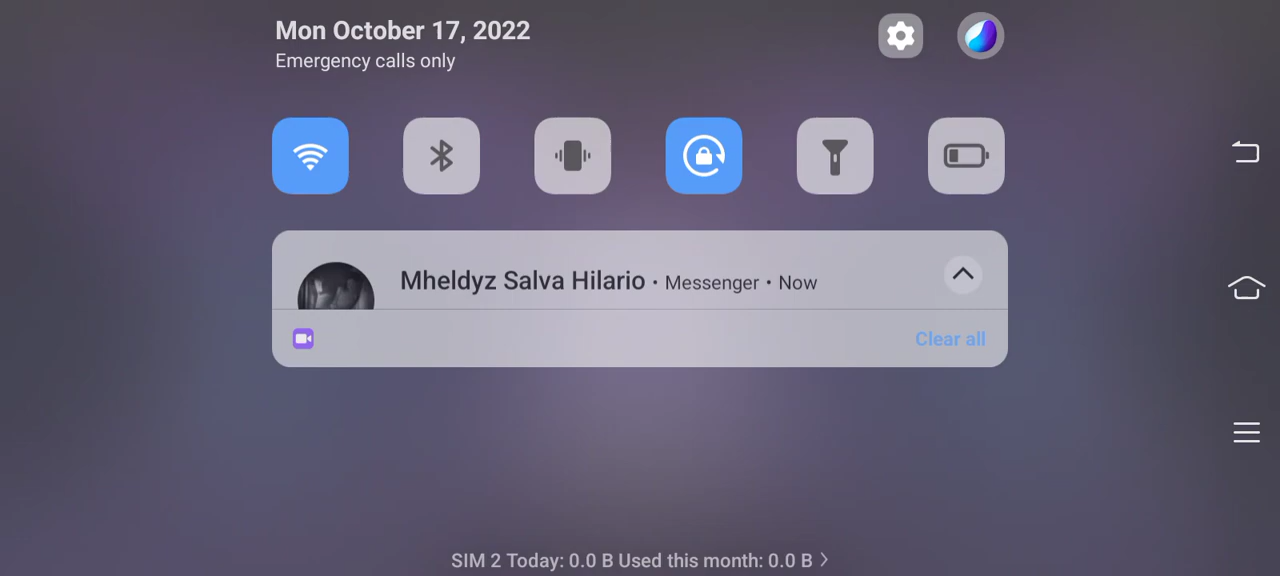 Mon October 17, 2022
Emergency calls only
Mheldyz Salva Hilario • Messenger • Now
Clear all
SIM 2 Today: 0.0 B Used this month: 0.0 B